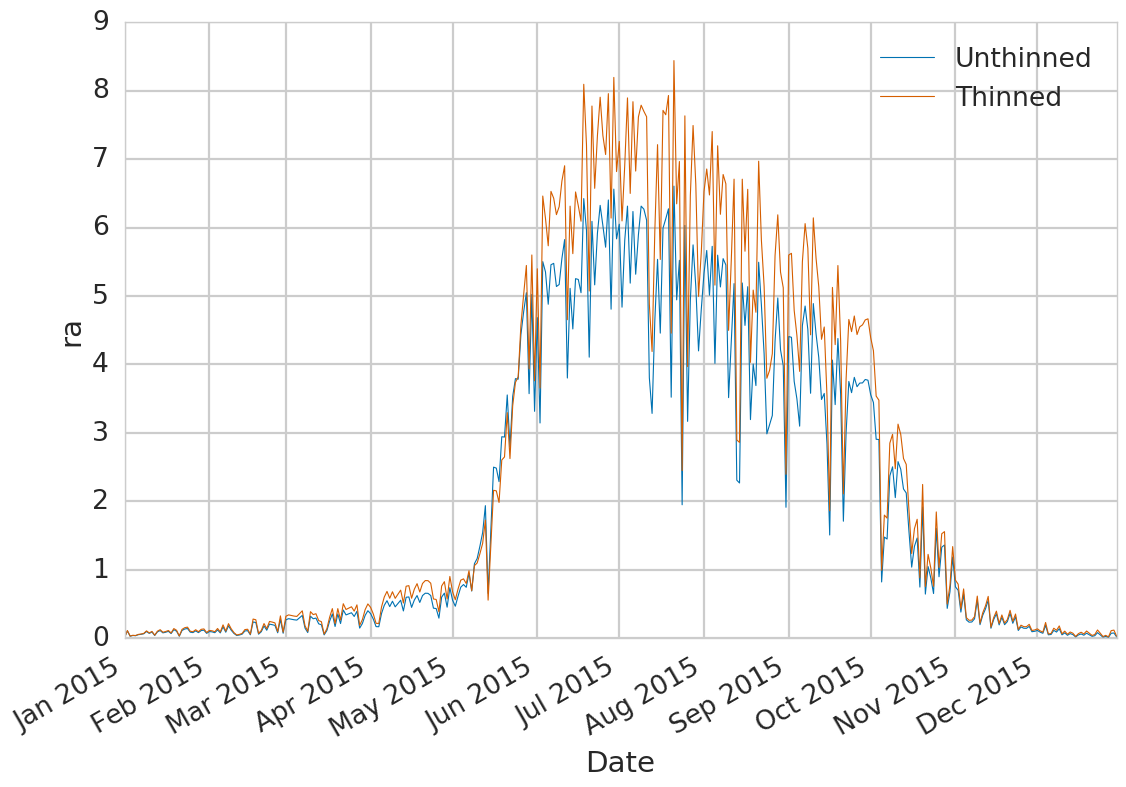 9
8
7
6
5
4
3
2
1
0
ra
Unthinned
Thinned
Jan 2015
Feb 2015
Mar 2015
Apr 2015
May 2015
Jun 2015
Jul 2015
Aug 2015
Sep 2015
Oct 2015
Nov 2015
Dec 2015
Date